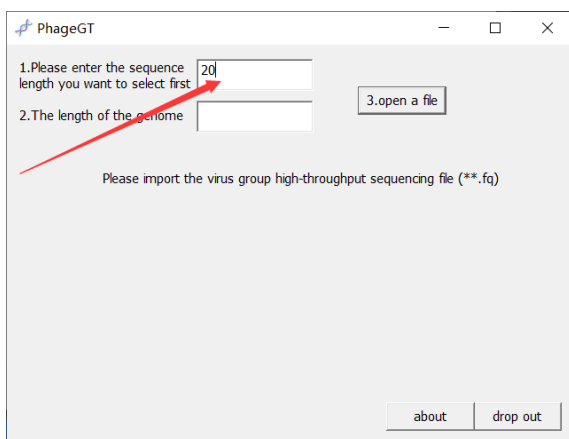 PhageGT
1.Please enter the sequence
length you want to select first
20
3.open a file
2.The length of the genome
Please import the virus group high-throughput sequencing file (**.fq)
about
drop out